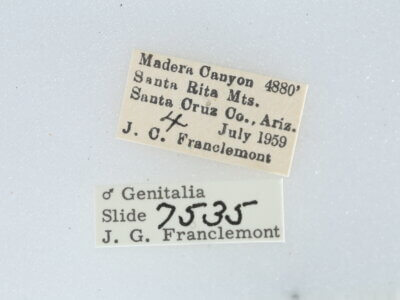 Madera Canyon 4880'
Santa Rita Mts.
Santa Cruz Co., Ariz.
4 July 1959
J. G. Franclemont
♂ Genitalia
Slide 7535
J. G. Franclemont